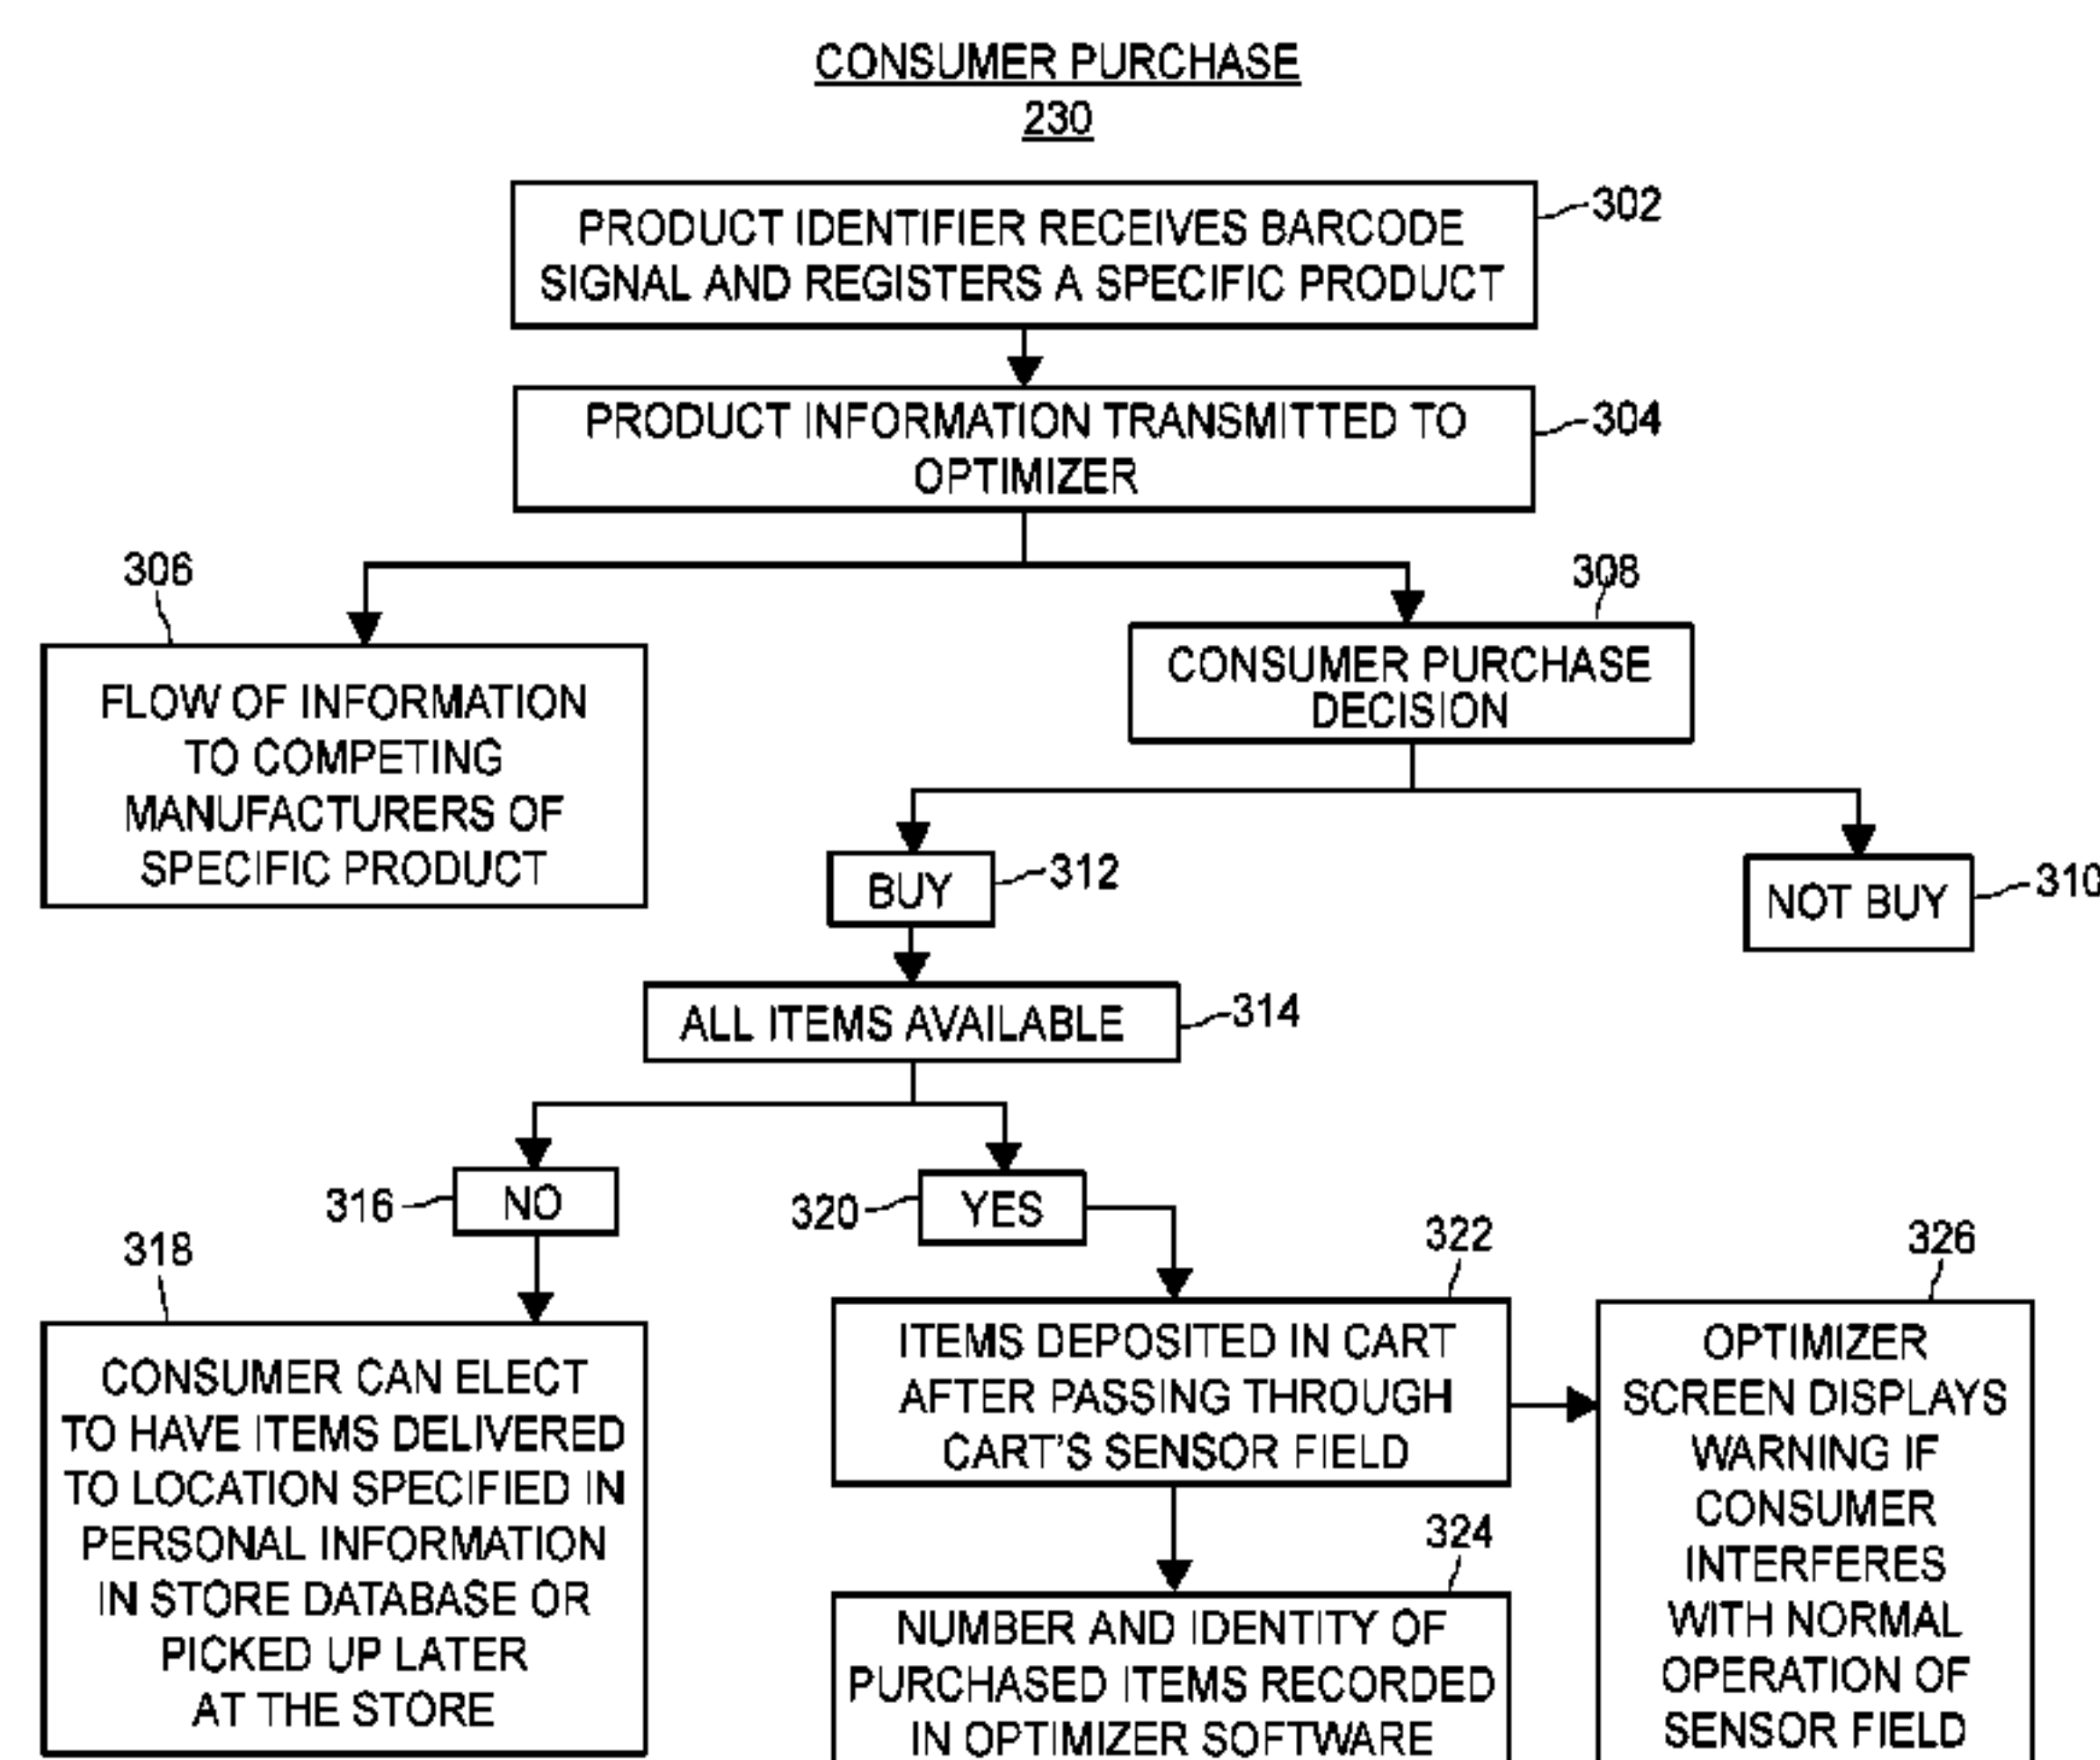 CONSUMER PURCHASE
230
PRODUCT IDENTIFIER RECEIVES BARCODE
SIGNAL AND REGISTERS A SPECIFIC PRODUCT
302
PRODUCT INFORMATION TRANSMITTED TO
OPTIMIZER
304
306
FLOW OF INFORMATION
TO COMPETING
MANUFACTURERS OF
SPECIFIC PRODUCT
308
CONSUMER PURCHASE
DECISION
BUY
312
NOT BUY
310
ALL ITEMS AVAILABLE
314
316
NO
320
YES
318
CONSUMER CAN ELECT
TO HAVE ITEMS DELIVERED
TO LOCATION SPECIFIED IN
PERSONAL INFORMATION
IN STORE DATABASE OR
PICKED UP LATER
AT THE STORE
322
ITEMS DEPOSITED IN CART
AFTER PASSING THROUGH
CART'S SENSOR FIELD
324
NUMBER AND IDENTITY OF
PURCHASED ITEMS RECORDED
IN OPTIMIZER SOFTWARE
326
OPTIMIZER
SCREEN DISPLAYS
WARNING IF
CONSUMER
INTERFERES
WITH NORMAL
OPERATION OF
SENSOR FIELD